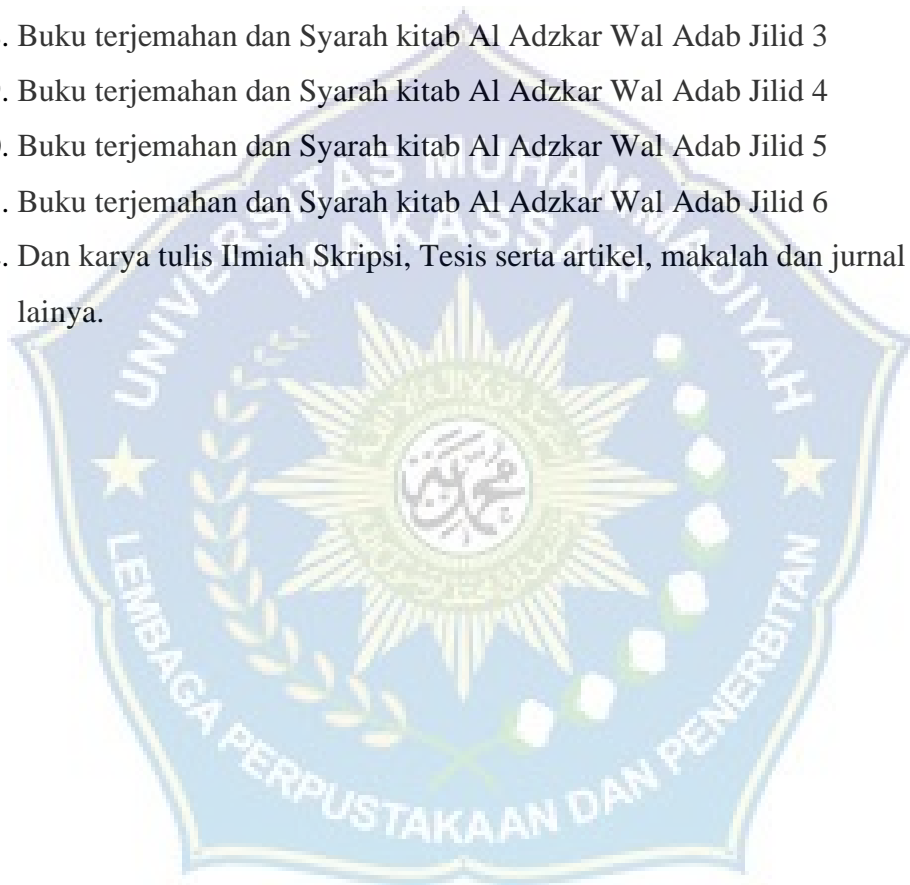 . Buku terjemahan dan Syarah kitab Al Adzkar Wal Adab Jilid 3
. Buku terjemahan dan Syarah kitab Al Adzkar Wal Adab Jilid 4
. Buku terjemahan dan Syarah kitab Al Adzkar Wal Adab Jilid 5
. Buku terjemahan dan Syarah kitab Al Adzkar Wal Adab Jilid 6
. Dan karya tulis Ilmiah Skripsi, Tesis serta artikel, makalah dan jurnal
lainya.
UNIVERSITAS MUHAMMADIYAH
MAKASSAR
LEMBAGA PERPUSTAKAAN DAN PENERBITAN